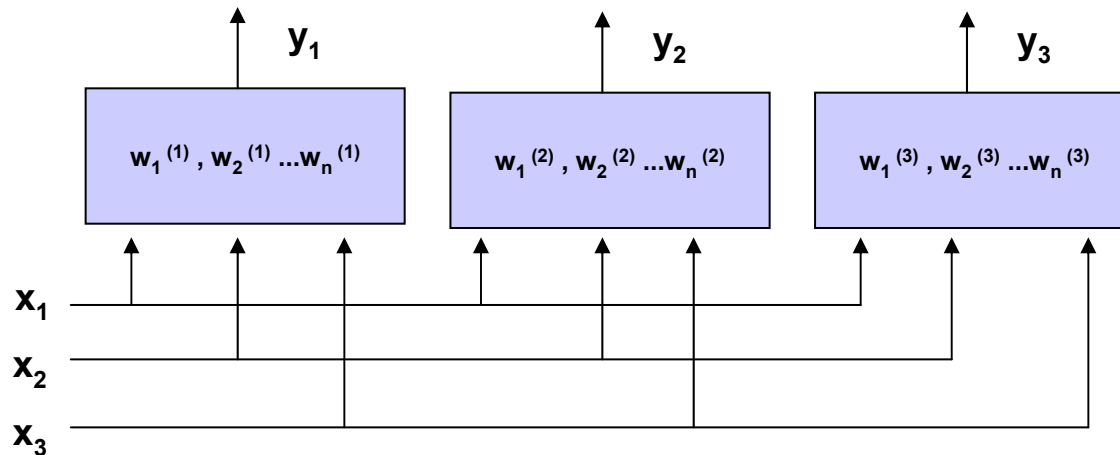 y₁ y₂ y₃
w₁⁽¹⁾ , w₂⁽¹⁾ ...wₙ⁽¹⁾ w₁⁽²⁾ , w₂⁽²⁾ ...wₙ⁽²⁾ w₁⁽³⁾ , w₂⁽³⁾ ...wₙ⁽³⁾
x₁
x₂
x₃